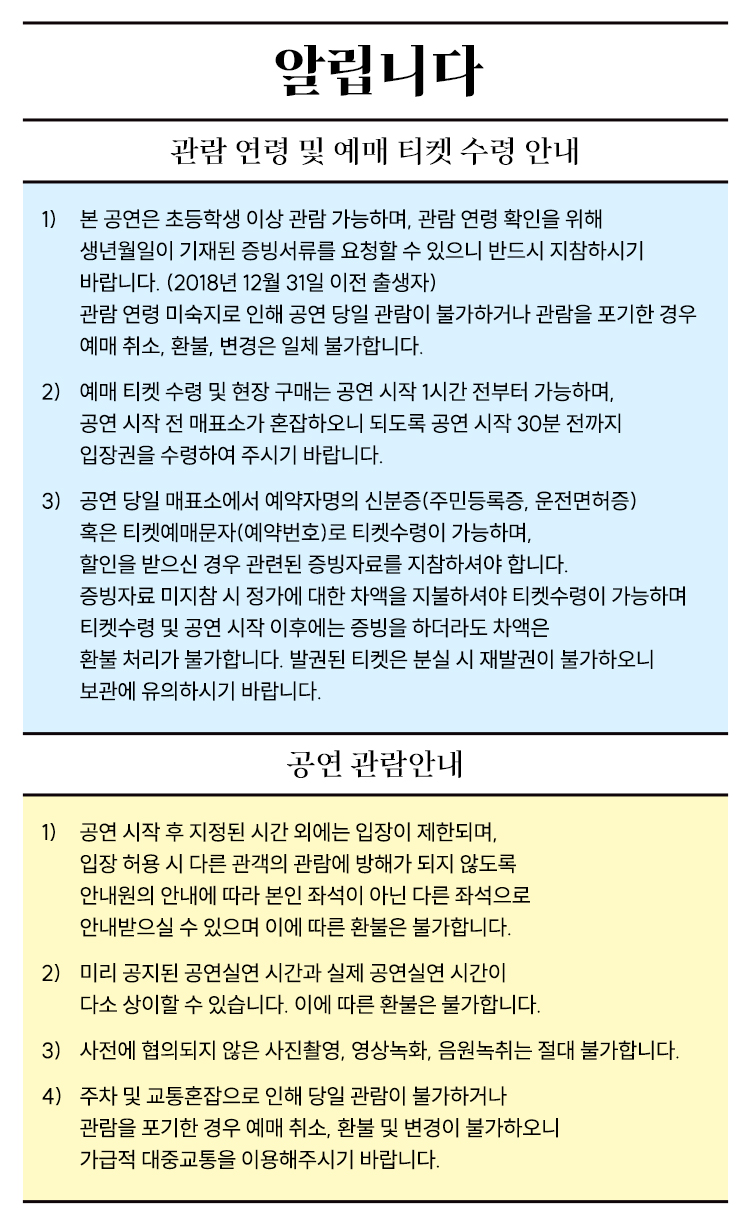 알립니다
관람 연령 및 예매 티켓 수령 안내
1) 본 공연은 초등학생 이상 관람 가능하며, 관람 연령 확인을 위해
생년월일이 기재된 증빙서류를 요청할 수 있으니 반드시 지참하시기
바랍니다. (2018년 12월 31일 이전 출생자)
관람 연령 미숙지로 인해 공연 당일 관람이 불가하거나 관람을 포기한 경우
예매 취소, 환불, 변경은 일체 불가합니다.
2) 예매 티켓 수령 및 현장 구매는 공연 시작 1시간 전부터 가능하며,
공연 시작 전 매표소가 혼잡하오니 되도록 공연 시작 30분 전까지
입장권을 수령하여 주시기 바랍니다.
3) 공연 당일 매표소에서 예약자명의 신분증(주민등록증, 운전면허증)
혹은 티켓예매문자(예약번호)로 티켓수령이 가능하며,
할인을 받으신 경우 관련된 증빙자료를 지참하셔야 합니다.
증빙자료 미지참 시 정가에 대한 차액을 지불하셔야 티켓수령이 가능하며
티켓수령 및 공연 시작 이후에는 증빙을 하더라도 차액은
환불 처리가 불가합니다. 발권된 티켓은 분실 시 재발권이 불가하오니
보관에 유의하시기 바랍니다.
공연 관람안내
1) 공연 시작 후 지정된 시간 외에는 입장이 제한되며,
입장 허용 시 다른 관객의 관람에 방해가 되지 않도록
안내원의 안내에 따라 본인 좌석이 아닌 다른 좌석으로
안내받으실 수 있으며 이에 따른 환불은 불가합니다.
2) 미리 공지된 공연실연 시간과 실제 공연실연 시간이
다소 상이할 수 있습니다. 이에 따른 환불은 불가합니다.
3) 사전에 협의되지 않은 사진촬영, 영상녹화, 음원녹취는 절대 불가합니다.
4) 주차 및 교통혼잡으로 인해 당일 관람이 불가하거나
관람을 포기한 경우 예매 취소, 환불 및 변경이 불가하오니
가급적 대중교통을 이용해주시기 바랍니다.